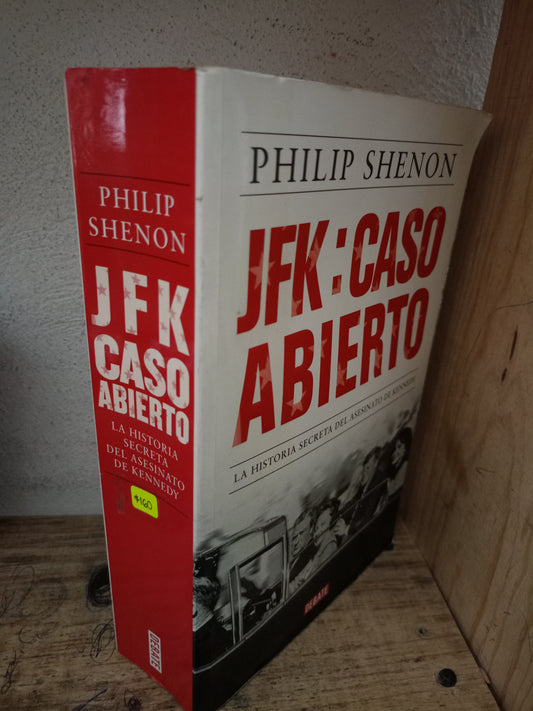 PHILIP
SHENON
JFK
CASO
ABIERTO
LA HISTORIA
SECRETA
DEL ASESINATO
DE KENNEDY
$160
DEBATE
PHILIP SHENON
JFK: CASO
ABIERTO
LA HISTORIA SECRETA DEL ASESINATO DE KENNEDY
DEBATE